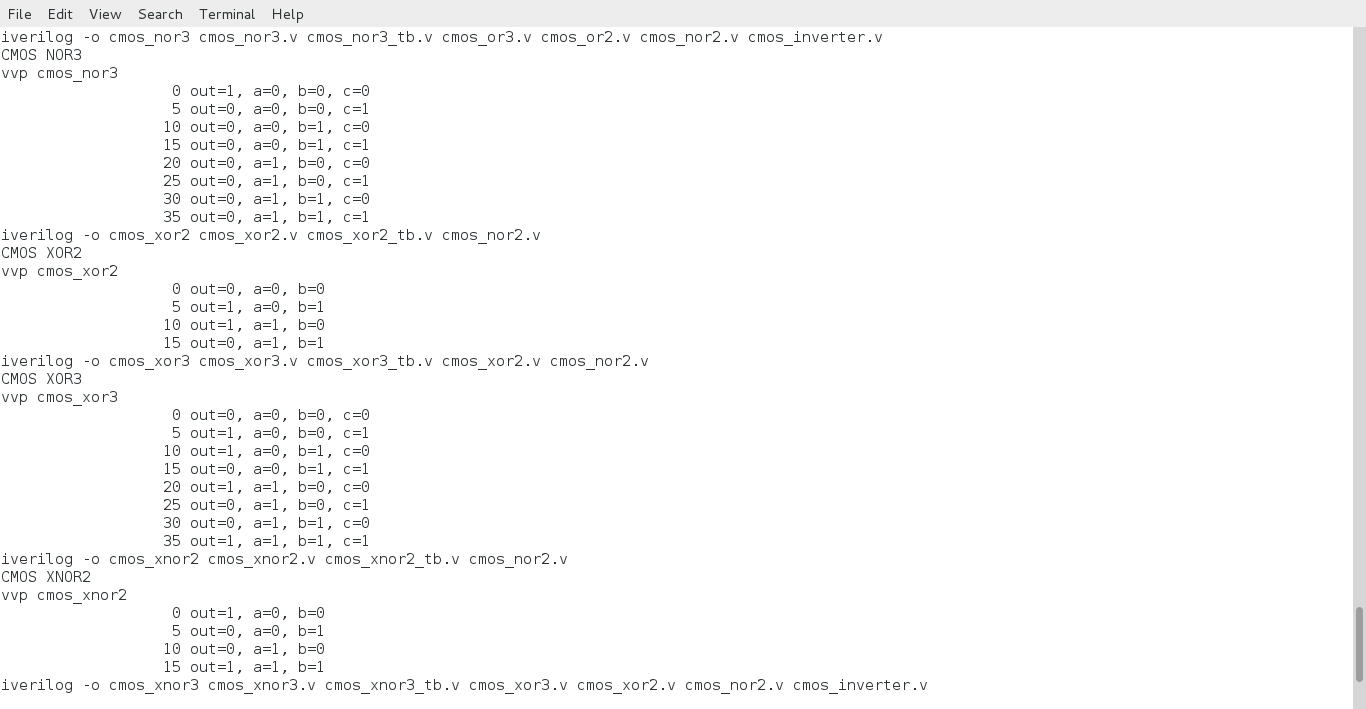 File Edit View Search Terminal Help
iverilog -o cmos_nor3 cmos_nor3.v cmos_nor3_tb.v cmos_or3.v cmos_or2.v cmos_nor2.v cmos_inverter.v
CMOS NOR3
vvp cmos_nor3
                   0 out=1, a=0, b=0, c=0
                   5 out=0, a=0, b=0, c=1
                  10 out=0, a=0, b=1, c=0
                  15 out=0, a=0, b=1, c=1
                  20 out=0, a=1, b=0, c=0
                  25 out=0, a=1, b=0, c=1
                  30 out=0, a=1, b=1, c=0
                  35 out=0, a=1, b=1, c=1
iverilog -o cmos_xor2 cmos_xor2.v cmos_xor2_tb.v cmos_nor2.v
CMOS XOR2
vvp cmos_xor2
                   0 out=0, a=0, b=0
                   5 out=1, a=0, b=1
                  10 out=1, a=1, b=0
                  15 out=0, a=1, b=1
iverilog -o cmos_xor3 cmos_xor3.v cmos_xor3_tb.v cmos_xor2.v cmos_nor2.v
CMOS XOR3
vvp cmos_xor3
                   0 out=0, a=0, b=0, c=0
                   5 out=1, a=0, b=0, c=1
                  10 out=1, a=0, b=1, c=0
                  15 out=0, a=0, b=1, c=1
                  20 out=1, a=1, b=0, c=0
                  25 out=0, a=1, b=0, c=1
                  30 out=0, a=1, b=1, c=0
                  35 out=1, a=1, b=1, c=1
iverilog -o cmos_xnor2 cmos_xnor2.v cmos_xnor2_tb.v cmos_nor2.v
CMOS XNOR2
vvp cmos_xnor2
                   0 out=1, a=0, b=0
                   5 out=0, a=0, b=1
                  10 out=0, a=1, b=0
                  15 out=1, a=1, b=1
iverilog -o cmos_xnor3 cmos_xnor3.v cmos_xnor3_tb.v cmos_xor3.v cmos_xor2.v cmos_nor2.v cmos_inverter.v